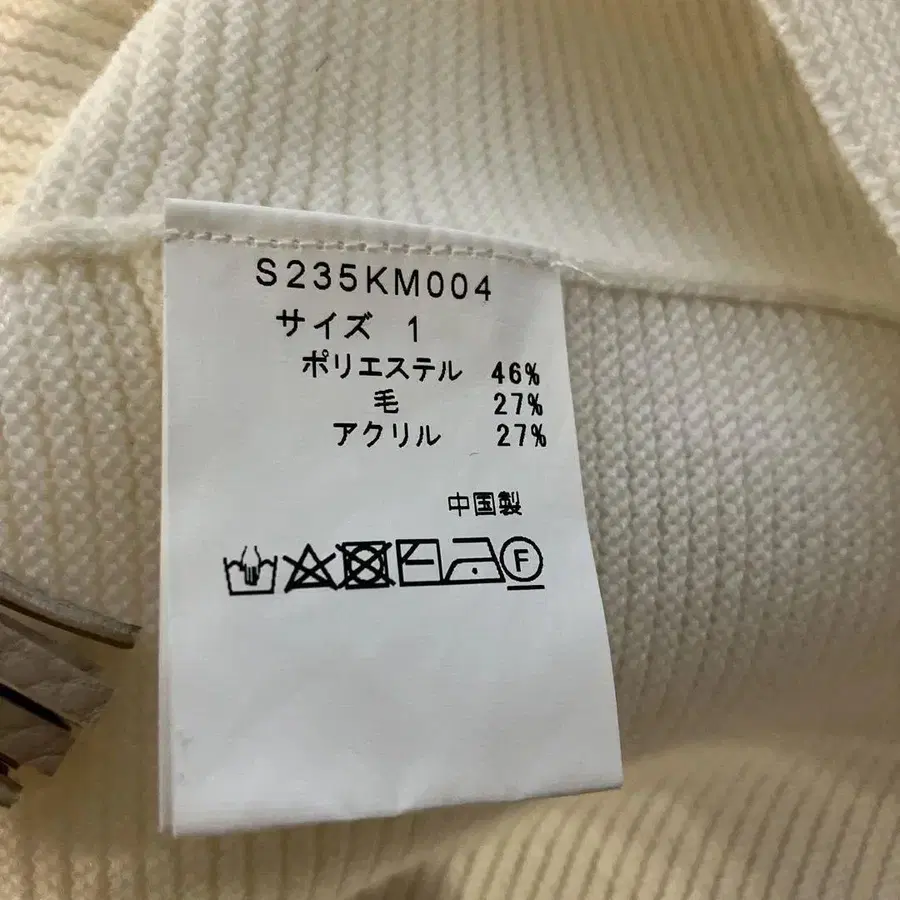 S235KM004
サイズ 1
ポリエステル 46%
毛 27%
アクリル 27%
中国製
F